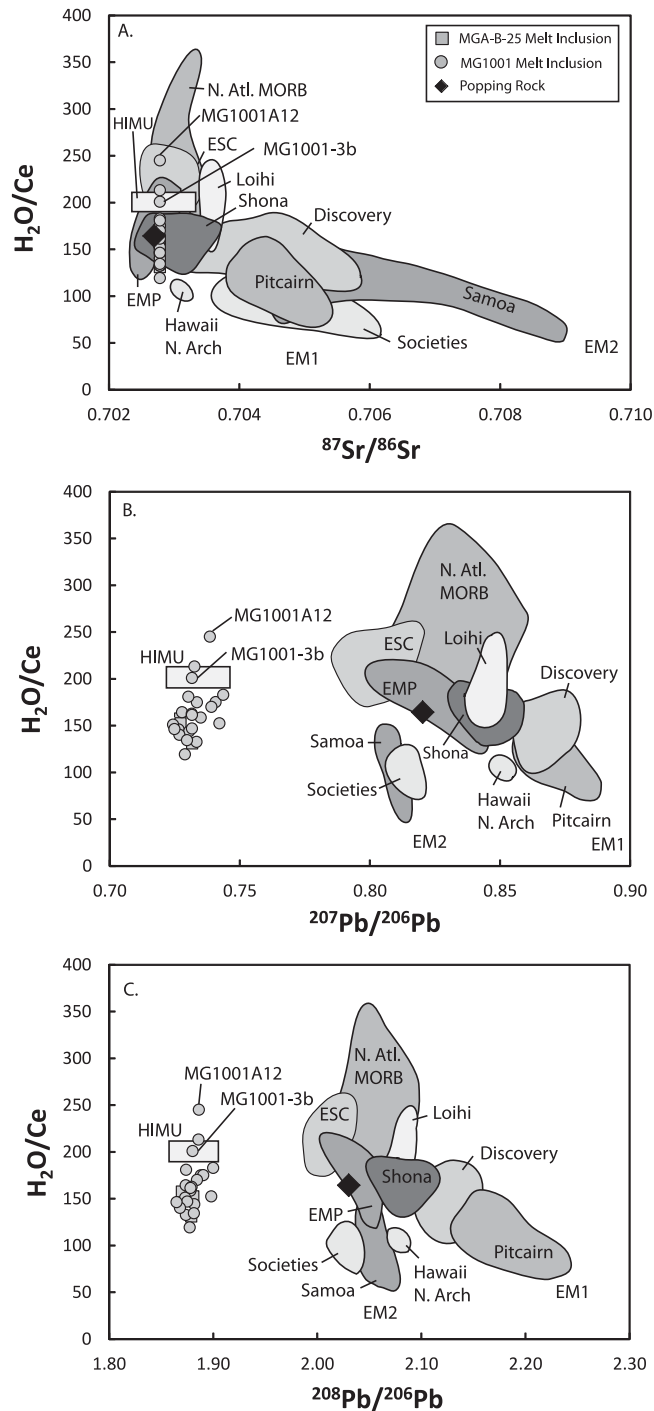 A.
MGA-B-25 Melt Inclusion
MG1001 Melt Inclusion
Popping Rock
N. Atl. MORB
MG1001A12
HIMU
ESC
MG1001-3b
Loihi
Shona
Discovery
Pitcairn
Samoa
EMP
Hawaii
N. Arch
Societies
EM1
EM2
400
350
300
250
200
150
100
50
0
H₂O/Ce
0.702 0.704 0.706 0.708 0.710
⁸⁷Sr/⁸⁶Sr
B.
N. Atl.
MORB
MG1001A12
ESC
Loihi
HIMU
MG1001-3b
EMP
Discovery
Samoa
Shona
Societies
Hawaii
N. Arch
Pitcairn
EM2
EM1
400
350
300
250
200
150
100
50
0
H₂O/Ce
0.70 0.75 0.80 0.85 0.90
²⁰⁷Pb/²⁰⁶Pb
C.
N. Atl.
MORB
MG1001A12
MG1001-3b
ESC
Loihi
HIMU
Discovery
Shona
EMP
Societies
Hawaii
N. Arch
Pitcairn
Samoa
EM2
EM1
400
350
300
250
200
150
100
50
0
H₂O/Ce
1.80 1.90 2.00 2.10 2.20 2.30
²⁰⁸Pb/²⁰⁶Pb